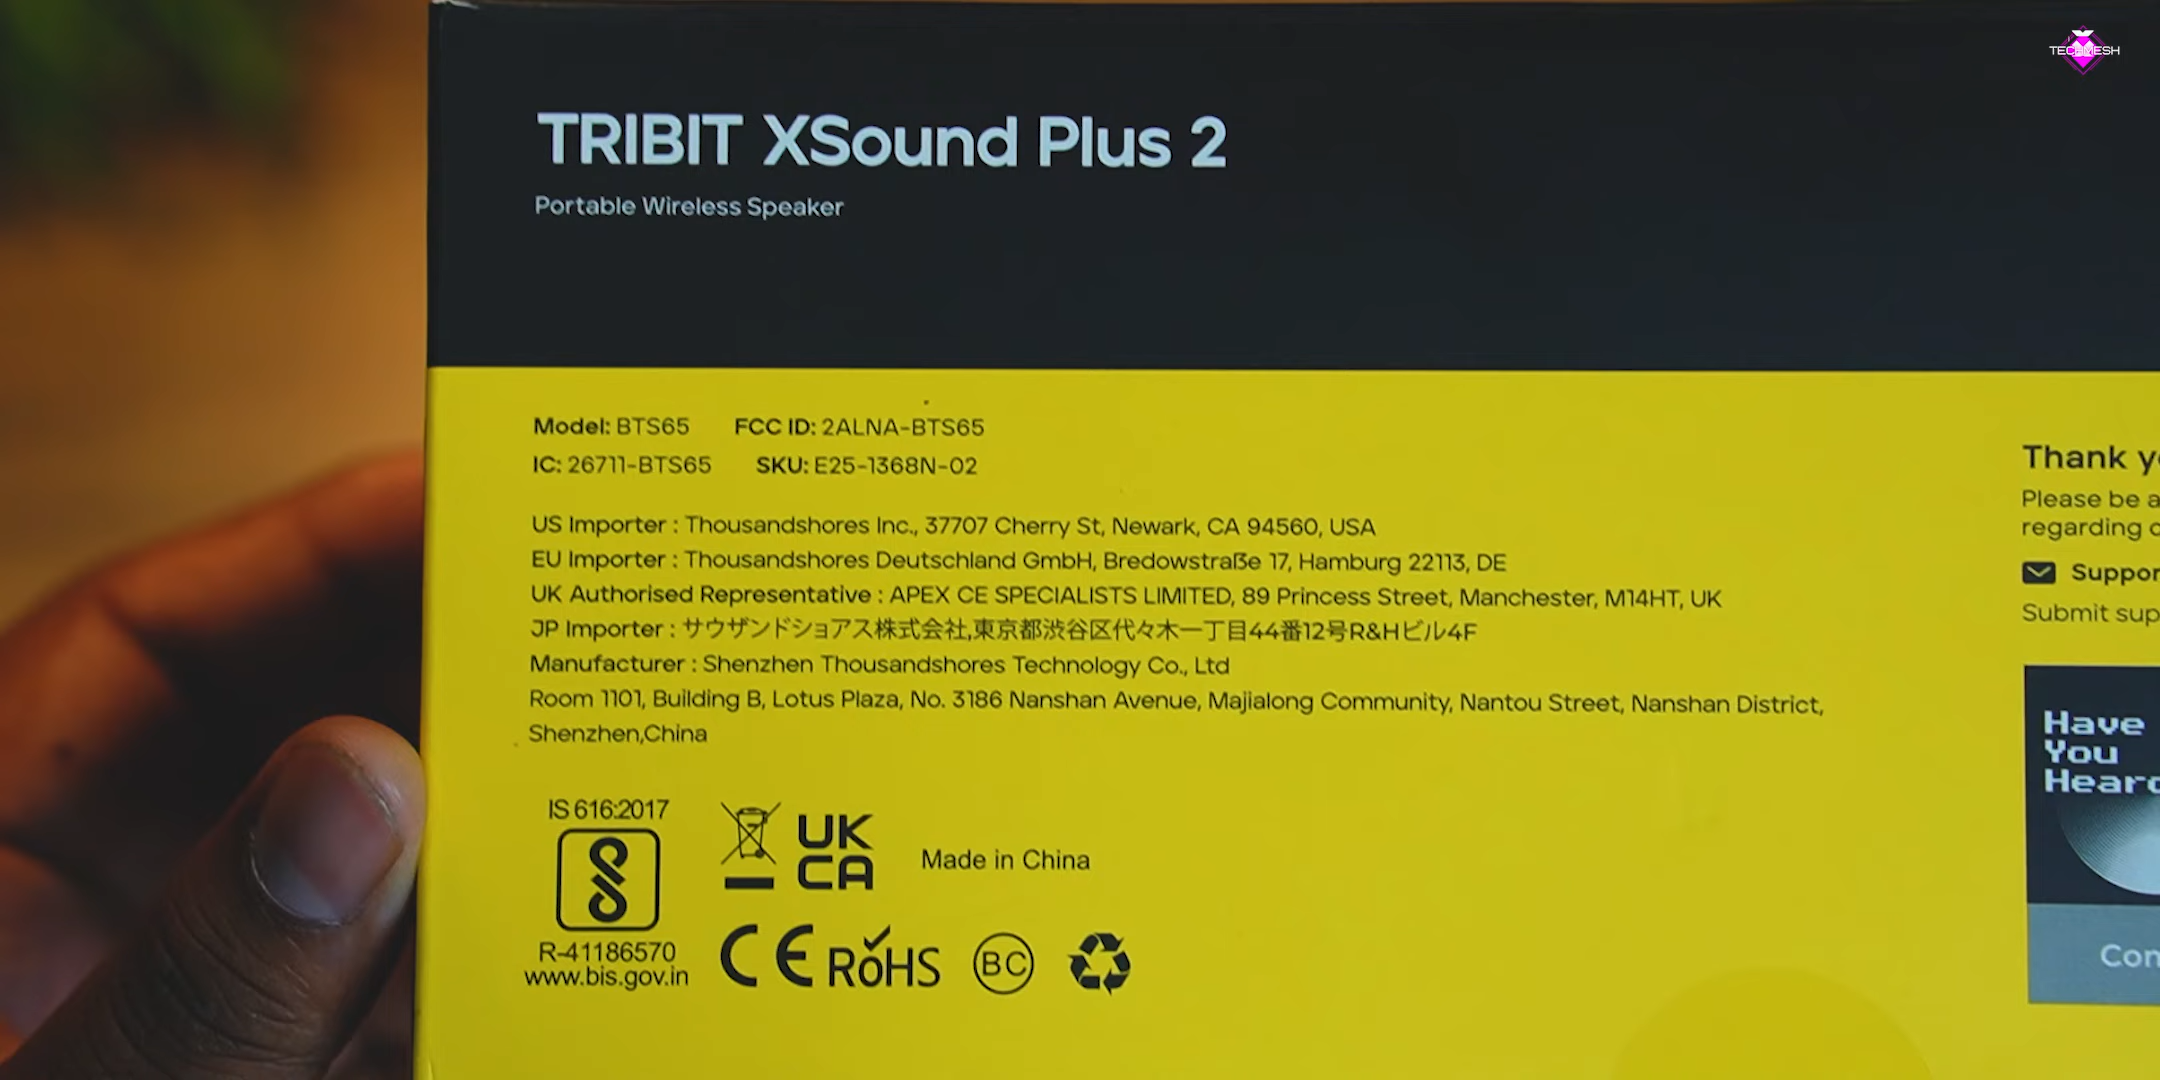 TECHMESH
TRIBIT XSound Plus 2
Portable Wireless Speaker
Model: BTS65 FCC ID: 2ALNA-BTS65
IC: 26711-BTS65 SKU: E25-1368N-02
US Importer : Thousandshores Inc., 37707 Cherry St, Newark, CA 94560, USA
EU Importer : Thousandshores Deutschland GmbH, Bredowstraße 17, Hamburg 22113, DE
UK Authorised Representative : APEX CE SPECIALISTS LIMITED, 89 Princess Street, Manchester, M14HT, UK
JP Importer : サウザンドショアス株式会社,東京都渋谷区代々木一丁目44番12号R&Hビル4F
Manufacturer : Shenzhen Thousandshores Technology Co., Ltd
Room 1101, Building B, Lotus Plaza, No. 3186 Nanshan Avenue, Majialong Community, Nantou Street, Nanshan District,
Shenzhen,China
IS 616:2017
R-41186570
www.bis.gov.in
UK
CA
Made in China
CE RoHS BC
Thank
Please be a
regarding
Submit
Have
You